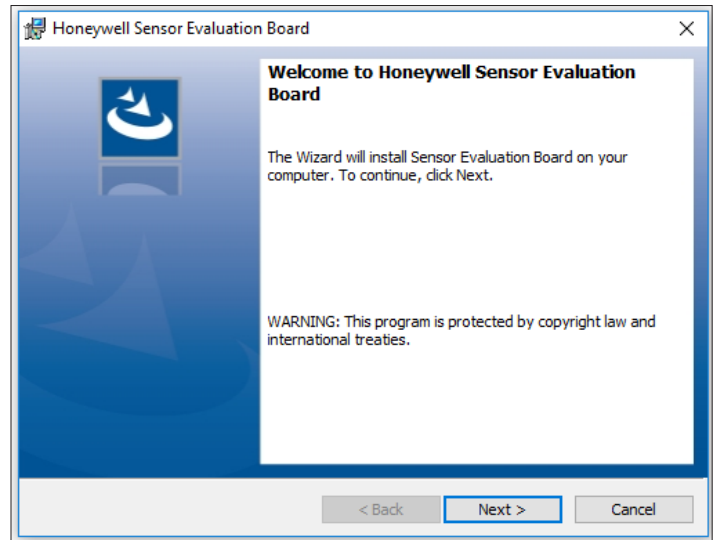 Honeywell Sensor Evaluation Board
Welcome to Honeywell Sensor Evaluation
Board
The Wizard will install Sensor Evaluation Board on your
computer. To continue, click Next.
WARNING: This program is protected by copyright law and
international treaties.
< Back
Next >
Cancel